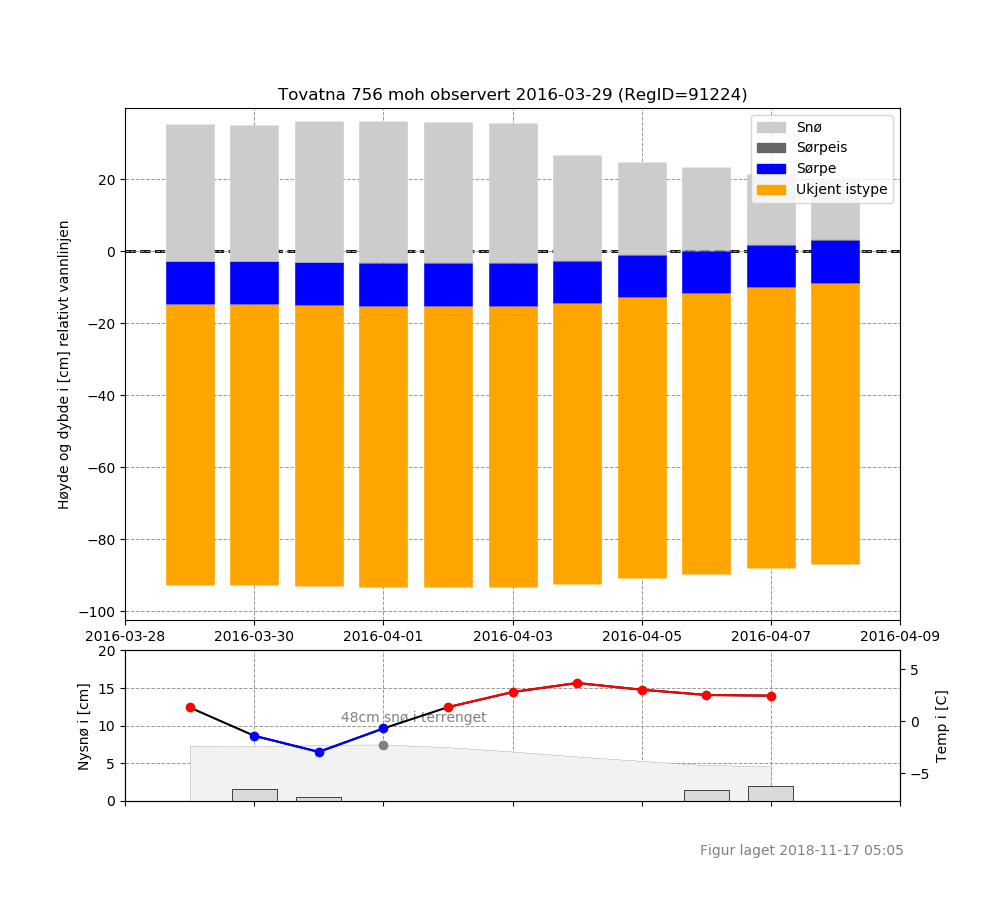 Tovatna 756 moh observert 2016-03-29 (RegID=91224)
Snø
Sørpeis
Sørpe
Ukjent istype
Høyde og dybde i [cm] relativt vannlinjen
20
0
−20
−40
−60
−80
−100
2016-03-28 2016-03-30 2016-04-01 2016-04-03 2016-04-05 2016-04-07 2016-04-09
Nysnø i [cm]
20
15
10
5
0
48cm snø i terrenget
5
0
−5
Temp i [C]
Figur laget 2018-11-17 05:05